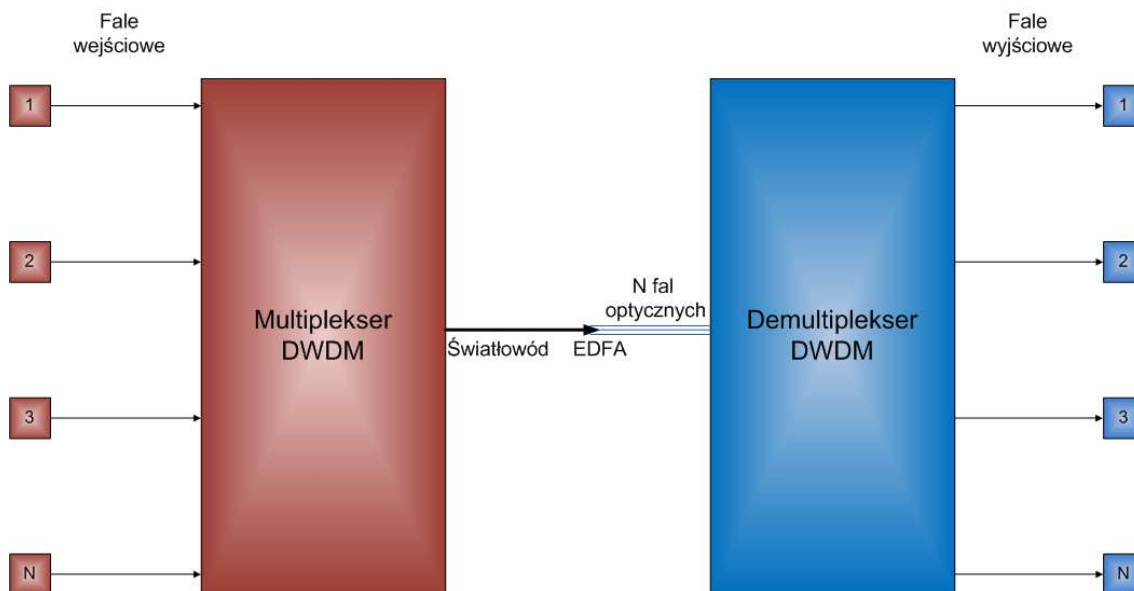 Fale
wejściowe
Fale
wyjściowe
1
1
2
2
N fal
optycznych
Multiplekser
DWDM
Demultiplekser
DWDM
Światłowód
EDFA
3
3
N
N